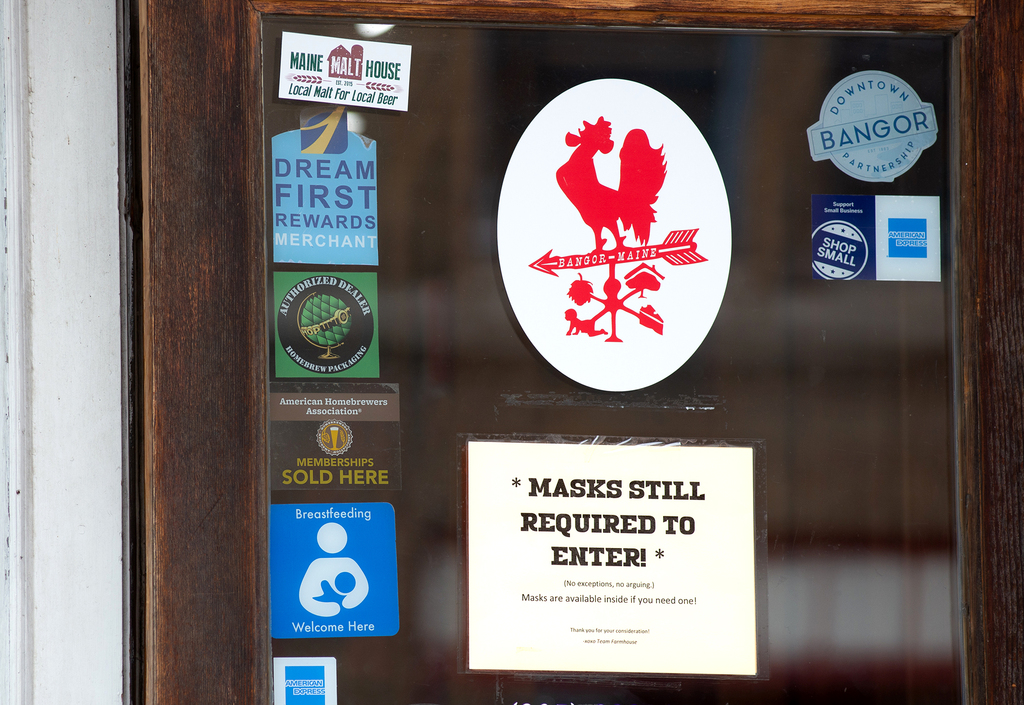 MAINE MALT HOUSE
EST. 2015
Local Malt For Local Beer
DREAM
FIRST
REWARDS
MERCHANT
AUTHORIZED DEALER
HOMEBREW PACKAGING
American Homebrewers
Association®
MEMBERSHIPS
SOLD HERE
Breastfeeding
Welcome Here
AMERICAN
EXPRESS
BANGOR-MAINE
* MASKS STILL
REQUIRED TO
ENTER! *
(No exceptions, no arguing.)
Masks are available inside if you need one!
Thank you for your consideration!
-xoxo Team Farmhouse
DOWNTOWN
BANGOR
PARTNERSHIP
Support
Small Business
SHOP
SMALL
AMERICAN
EXPRESS